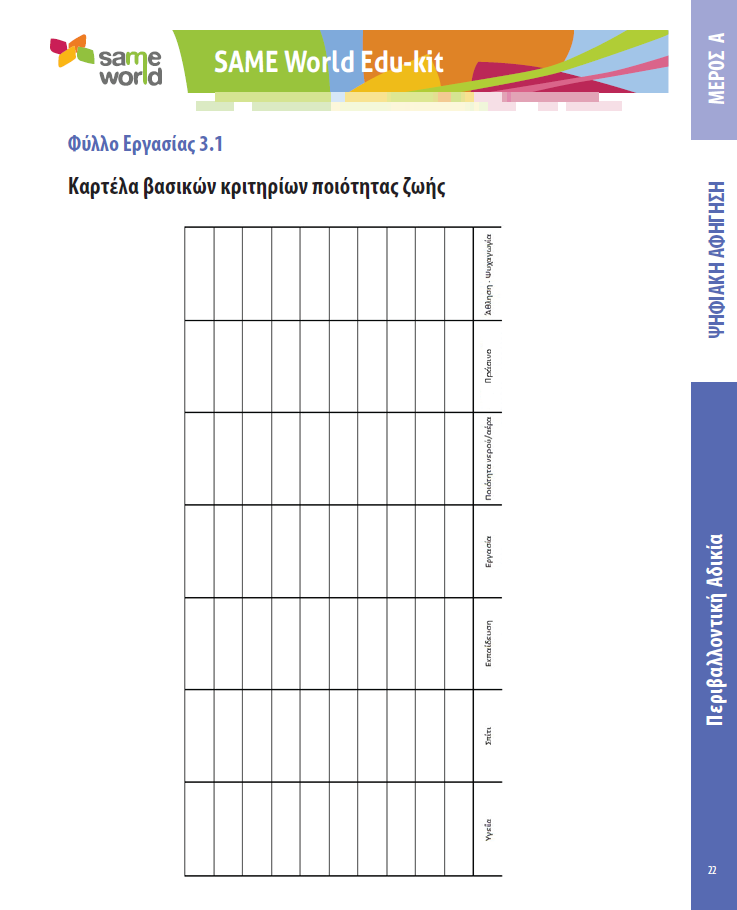 same
world
SAME World Edu-kit
ΜΕΡΟΣ Α
Φύλλο Εργασίας 3.1
Καρτέλα βασικών κριτηρίων ποιότητας ζωής
ΨΗΦΙΑΚΗ ΑΦΗΓΗΣΗ
Άθληση - Ψυχαγωγία
Πράσινο
Ποιότητα νερού/αέρα
Εργασία
Εκπαίδευση
Σπίτι
Υγεία
Περιβαλλοντική Αδικία
22